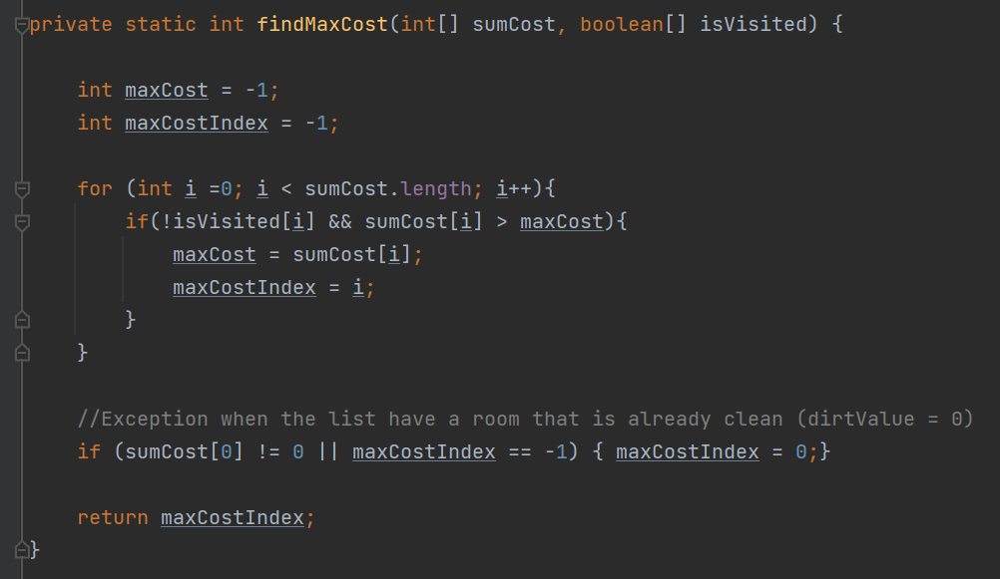 private static int findMaxCost(int[] sumCost, boolean[] isVisited) {
int maxCost = -1;
int maxCostIndex = -1;
for (int i =0; i < sumCost.length; i++){
if(!isVisited[i] && sumCost[i] > maxCost){
maxCost = sumCost[i];
maxCostIndex = i;
}
}
//Exception when the list have a room that is already clean (dirtValue = 0)
if (sumCost[0] != 0 || maxCostIndex == -1) { maxCostIndex = 0;}
return maxCostIndex;
}